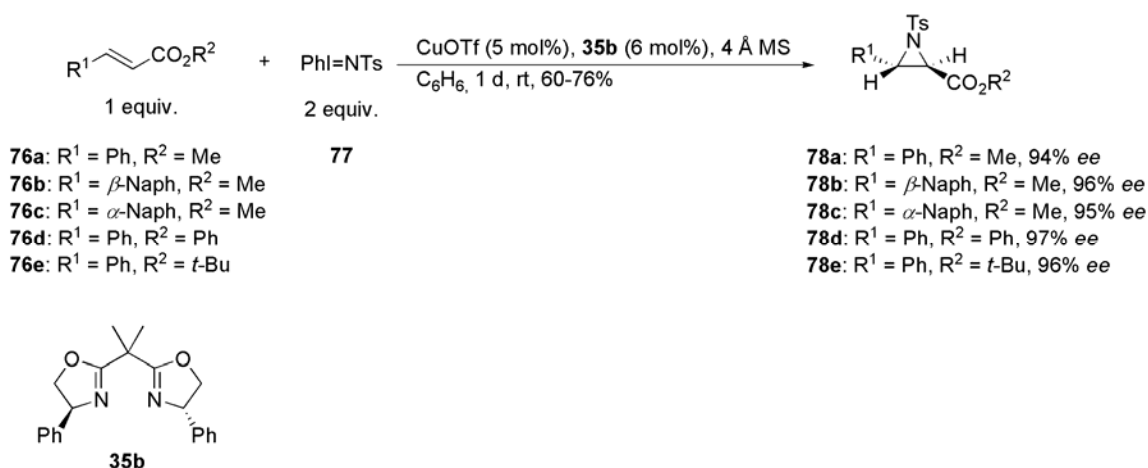 Ts
R¹ CO₂R² + PhI=NTs CuOTf (5 mol%), 35b (6 mol%), 4 Å MS R¹ N H
C₆H₆, 1 d, rt, 60-76% H CO₂R²
1 equiv. 2 equiv.
76a: R¹ = Ph, R² = Me 77 78a: R¹ = Ph, R² = Me, 94% ee
76b: R¹ = β-Naph, R² = Me 78b: R¹ = β-Naph, R² = Me, 96% ee
76c: R¹ = α-Naph, R² = Me 78c: R¹ = α-Naph, R² = Me, 95% ee
76d: R¹ = Ph, R² = Ph 78d: R¹ = Ph, R² = Ph, 97% ee
76e: R¹ = Ph, R² = t-Bu 78e: R¹ = Ph, R² = t-Bu, 96% ee
O O
N N
Ph Ph
35b